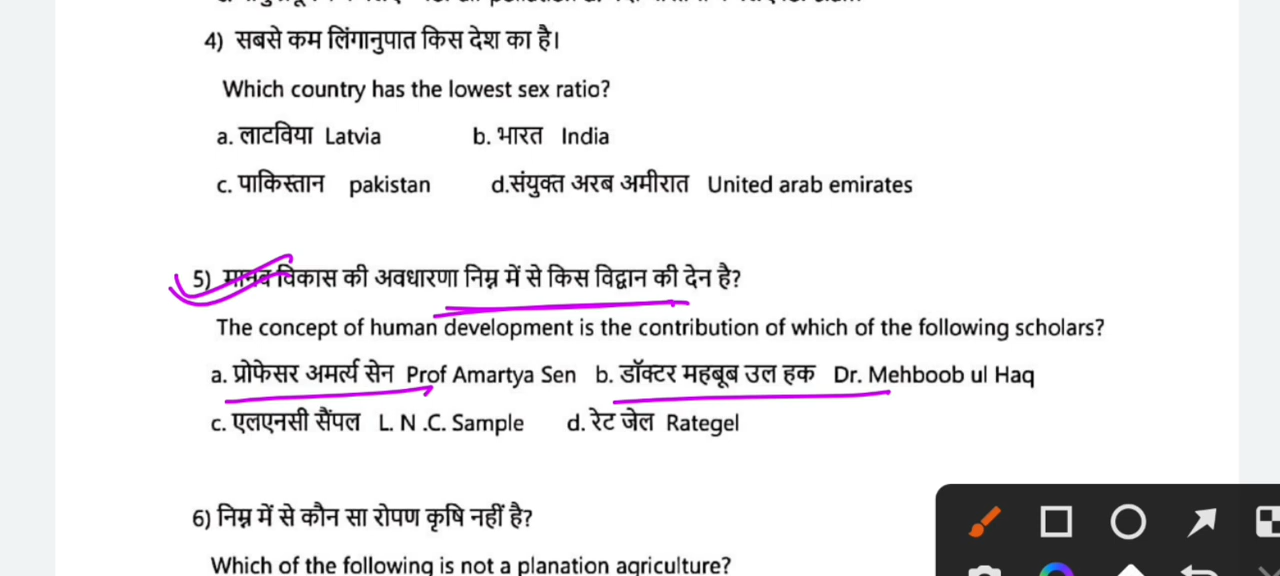 4) सबसे कम लिंगानुपात किस देश का है।
Which country has the lowest sex ratio?
a. लाटविया Latvia b. भारत India
c. पाकिस्तान pakistan d.संयुक्त अरब अमीरात United arab emirates
5) मानव विकास की अवधारणा निम्न में से किस विद्वान की देन है?
The concept of human development is the contribution of which of the following scholars?
a. प्रोफेसर अमर्त्य सेन Prof Amartya Sen b. डॉक्टर महबूब उल हक Dr. Mehboob ul Haq
c. एलएनसी सैंपल L. N .C. Sample d. रेट जेल Rategel
6) निम्न में से कौन सा रोपण कृषि नहीं है?
Which of the following is not a planation agriculture?